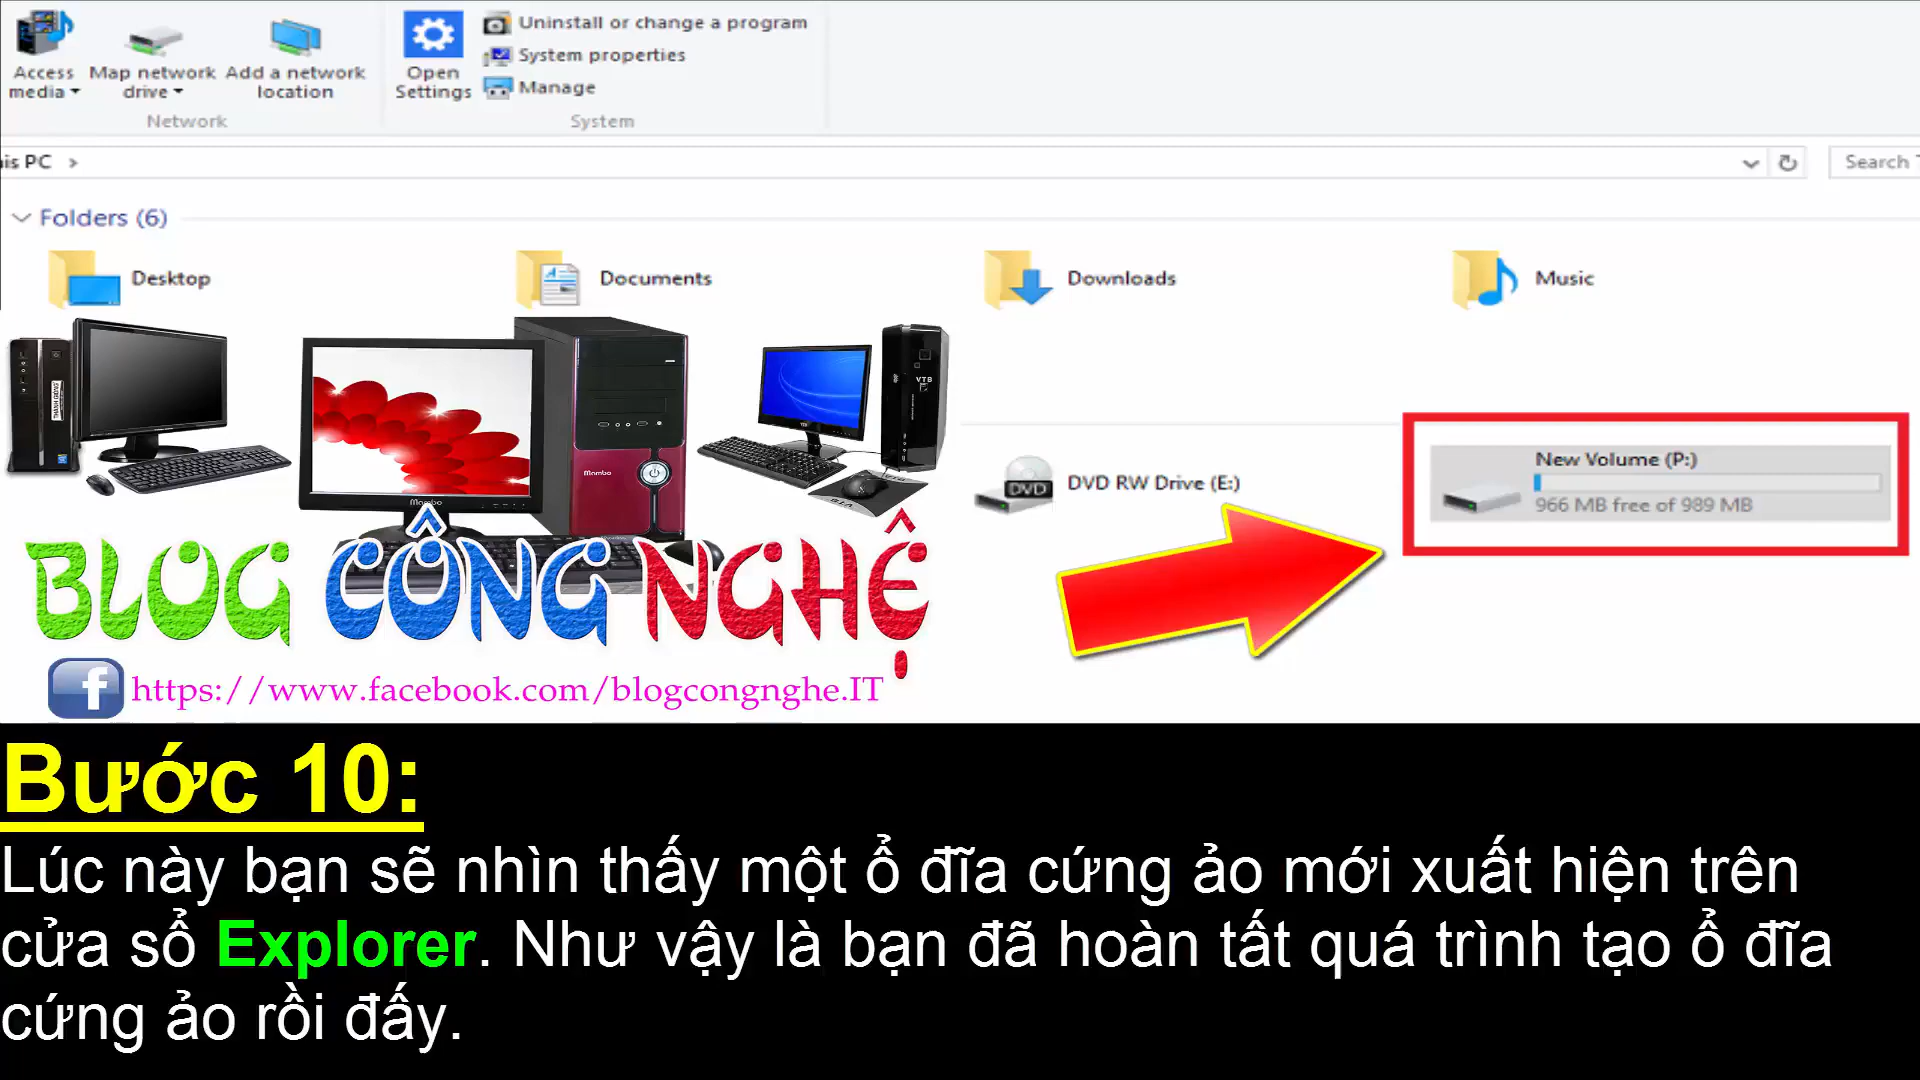 Uninstall or change a program
System properties
Manage
Access media
Map network drive
Add a network location
Open Settings
Network
System
is PC
Search
Folders (6)
Desktop
Documents
Downloads
Music
DVD
DVD RW Drive (E:)
New Volume (P:)
966 MB free of 989 MB
Mambo
Mambo
VTB
BLOG CÔNG NGHỆ
f https://www.facebook.com/blogcongnghe.IT
Bước 10:
Lúc này bạn sẽ nhìn thấy một ổ đĩa cứng ảo mới xuất hiện trên
cửa sổ Explorer. Như vậy là bạn đã hoàn tất quá trình tạo ổ đĩa
cứng ảo rồi đấy.